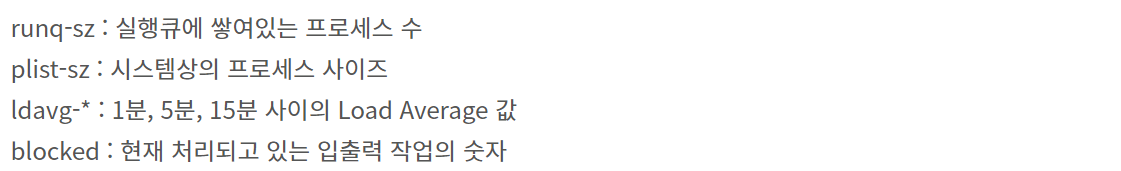 runq-sz : 실행큐에 쌓여있는 프로세스 수
plist-sz : 시스템상의 프로세스 사이즈
ldavg-* : 1분, 5분, 15분 사이의 Load Average 값
blocked : 현재 처리되고 있는 입출력 작업의 숫자